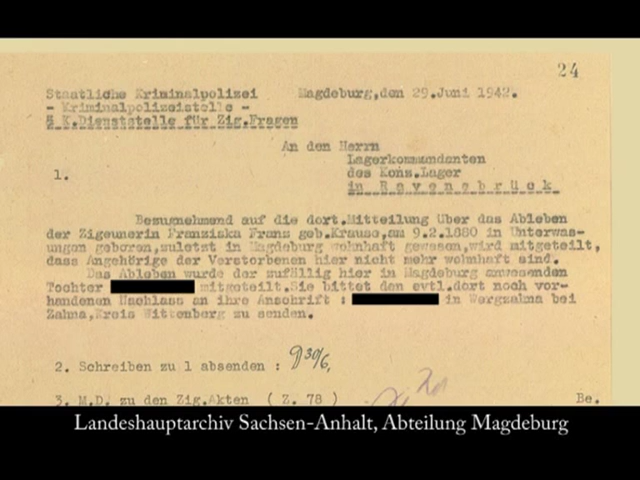 24
Staatliche Kriminalpolizei Magdeburg,den 29.Juni 1942.
- Kriminalpolizeistelle -
5 K.Dienststelle für Zig.Fragen
An den Herrn
Lagerkommandanten
1. des Kons.Lager
in Ravensbrück
Bezugnehmend auf die dort.Mitteilung über das Ableben
der Zigeunerin Franziska Franz geb.Krause,am 9.2.1880 in Unterwas-
ungen geboren,zuletzt in Magdeburg wohnhaft gewesen,wird mitgeteilt,
dass Angehörige der Verstorbenen hier nicht mehr wohnhaft sind.
Das Ableben wurde der zufällig hier in Magdeburg anwesenden
Tochter mitgeteilt.Sie bittet den evtl.dort noch vor-
handenen Nachlass an ihre Anschrift : in Wergzahna bei
Zahna,Kreis Wittenberg zu senden.
2. Schreiben zu 1 absenden : 30/6.
3. M.D. zu den Zig.Akten ( Z. 78 ) Be.
Landeshauptarchiv Sachsen-Anhalt, Abteilung Magdeburg